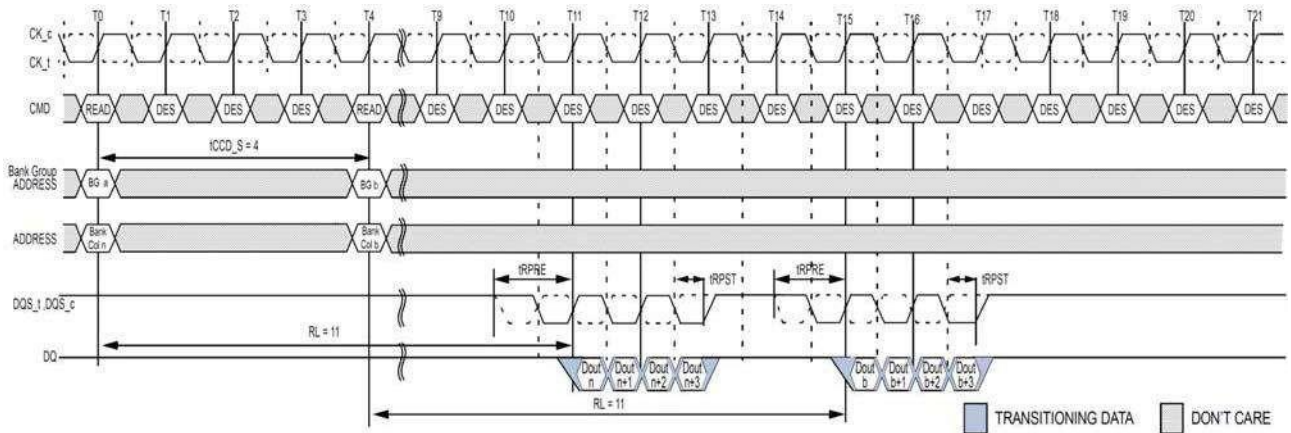 T0 T1 T2 T3 T4 T9 T10 T11 T12 T13 T14 T15 T16 T17 T18 T19 T20 T21
CK_c
CK_t
CMD READ DES DES DES READ DES DES DES DES DES DES DES DES DES DES DES DES DES
tCCD_S = 4
Bank Group
ADDRESS BG a BG b
ADDRESS Bank Col n Bank Col b
tRPRE tRPST tRPRE tRPST
DQS_t ,DQS_c
RL = 11
DQ Dout n Dout n+1 Dout n+2 Dout n+3 Dout b Dout b+1 Dout b+2 Dout b+3
RL = 11
TRANSITIONING DATA DON'T CARE